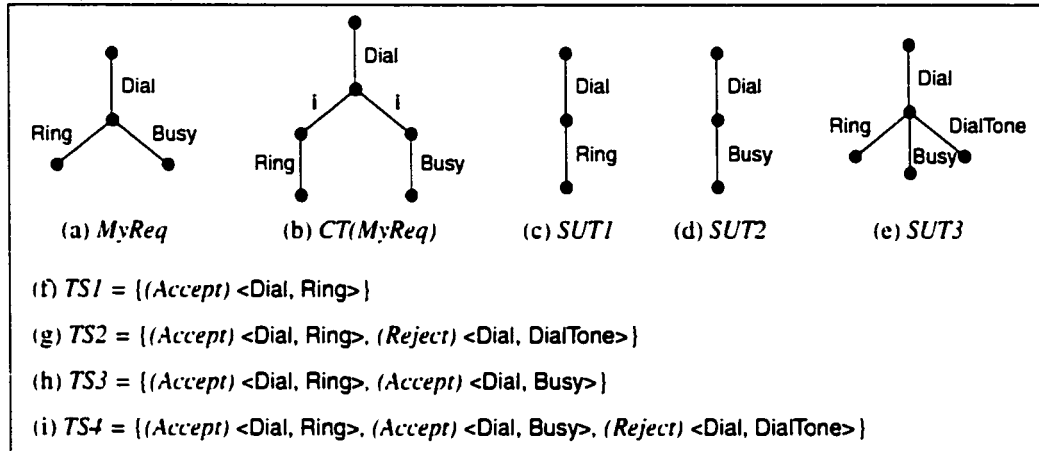 Dial
Ring
Busy
(a) MyReq
Dial
i
i
Ring
Busy
(b) CT(MyReq)
Dial
Ring
(c) SUT1
Dial
Busy
(d) SUT2
Dial
Ring
Busy
DialTone
(e) SUT3
(f) TS1 = {(Accept) <Dial, Ring>}
(g) TS2 = {(Accept) <Dial, Ring>, (Reject) <Dial, DialTone>}
(h) TS3 = {(Accept) <Dial, Ring>, (Accept) <Dial, Busy>}
(i) TS4 = {(Accept) <Dial, Ring>, (Accept) <Dial, Busy>, (Reject) <Dial, DialTone>}